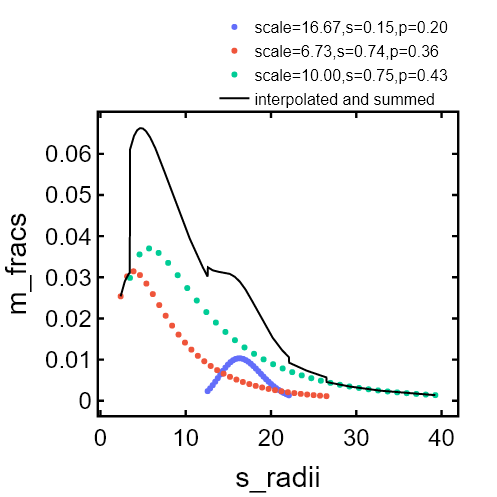 scale=16.67,s=0.15,p=0.20
scale=6.73,s=0.74,p=0.36
scale=10.00,s=0.75,p=0.43
interpolated and summed
0.06
0.05
0.04
0.03
0.02
0.01
0
m_fracs
0 10 20 30 40
s_radii